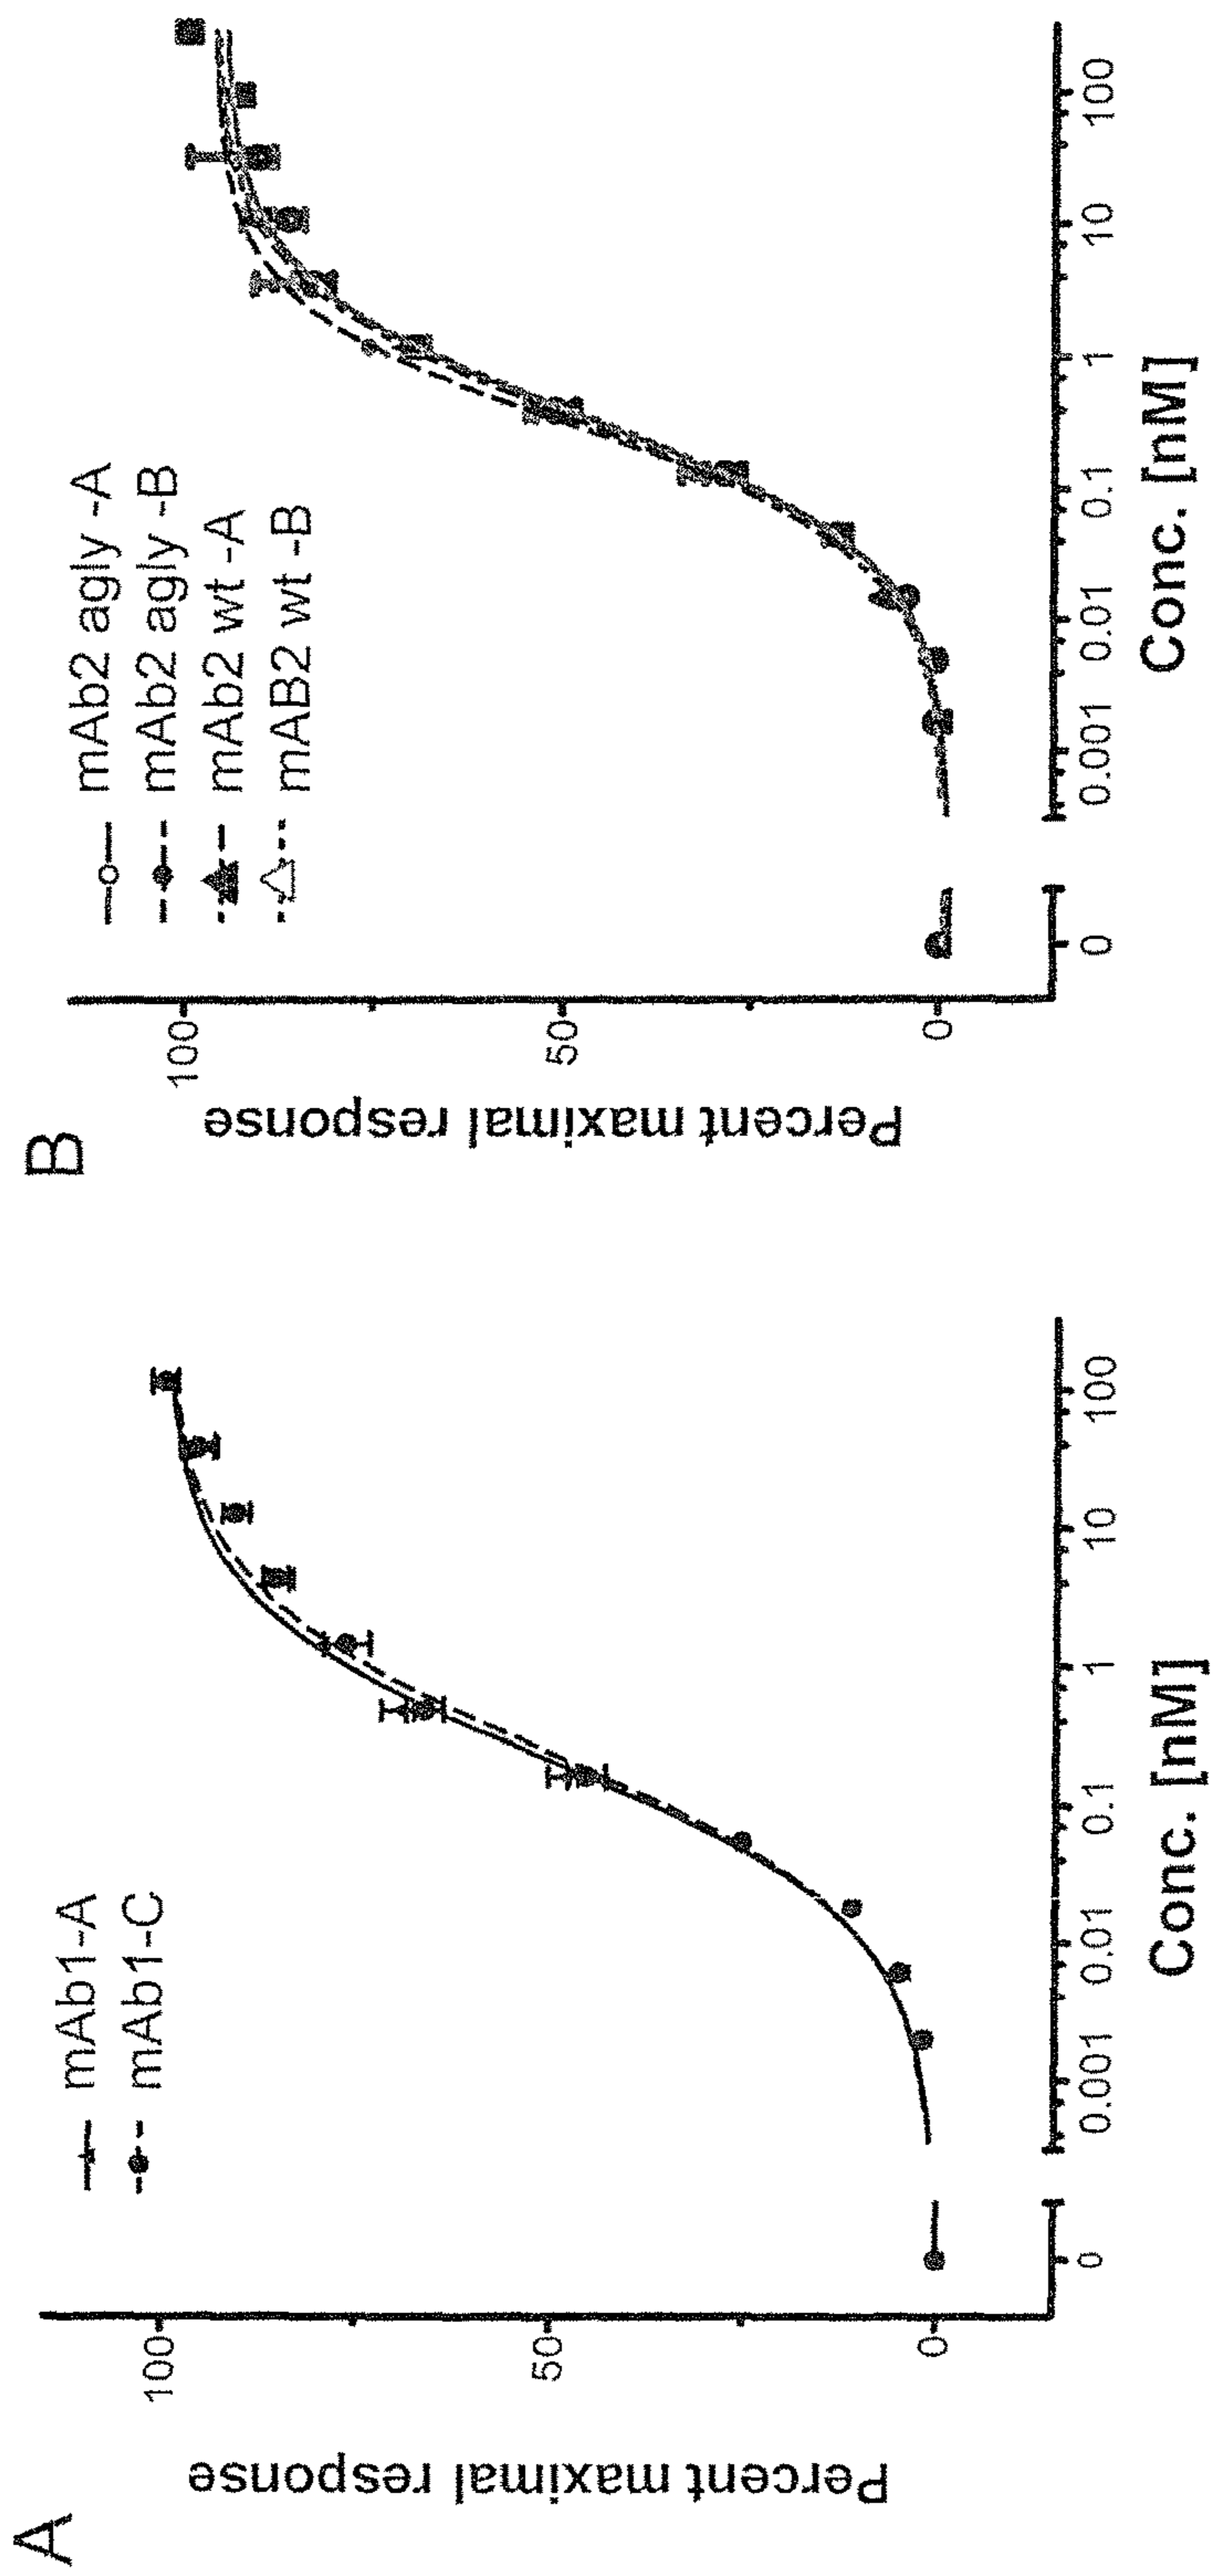 A
mAb1-A
mAb1-C
Percent maximal response
100
50
0
0
0.001
0.01
0.1
1
10
100
Conc. [nM]
B
mAb2 agly -A
mAb2 agly -B
mAb2 wt -A
mAB2 wt -B
Percent maximal response
100
50
0
0
0.001
0.01
0.1
1
10
100
Conc. [nM]